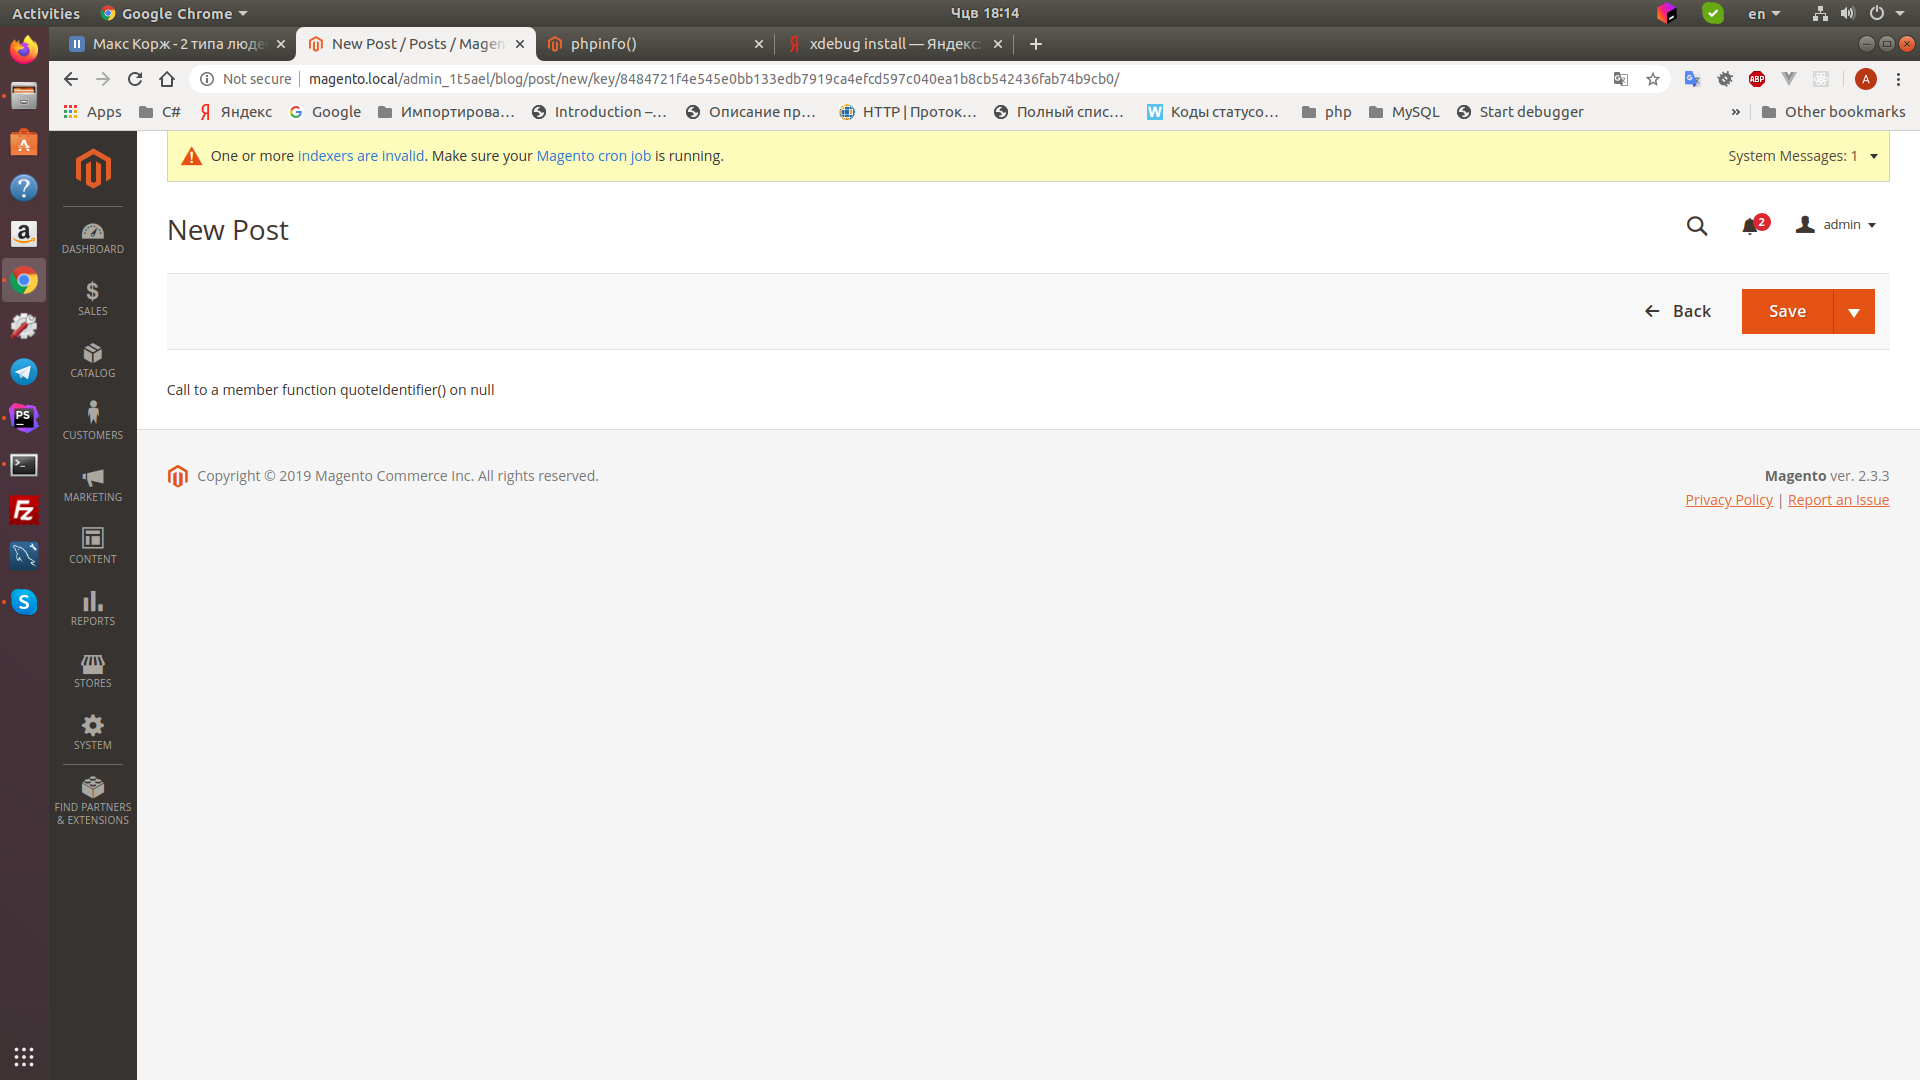 Activities
Google Chrome
Чцв 18:14
en
Макс Корж - 2 типа люде
New Post / Posts / Magen
phpinfo()
xdebug install — Яндекс:
Not secure
magento.local/admin_1t5ael/blog/post/new/key/8484721f4e545e0bb133edb7919ca4efcd597c040ea1b8cb542436fab74b9cb0/
ABP
A
Apps
C#
Яндекс
Google
Импортирова…
Introduction –…
Описание пр…
HTTP | Проток…
Полный спис…
W
Коды статусо…
php
MySQL
Start debugger
»
Other bookmarks
One or more indexers are invalid. Make sure your Magento cron job is running.
System Messages: 1
New Post
2
admin
Back
Save
Call to a member function quoteIdentifier() on null
Copyright © 2019 Magento Commerce Inc. All rights reserved.
Magento ver. 2.3.3
Privacy Policy | Report an Issue
DASHBOARD
$
SALES
CATALOG
CUSTOMERS
MARKETING
CONTENT
REPORTS
STORES
SYSTEM
FIND PARTNERS
& EXTENSIONS
?
a
PS
Fz
S